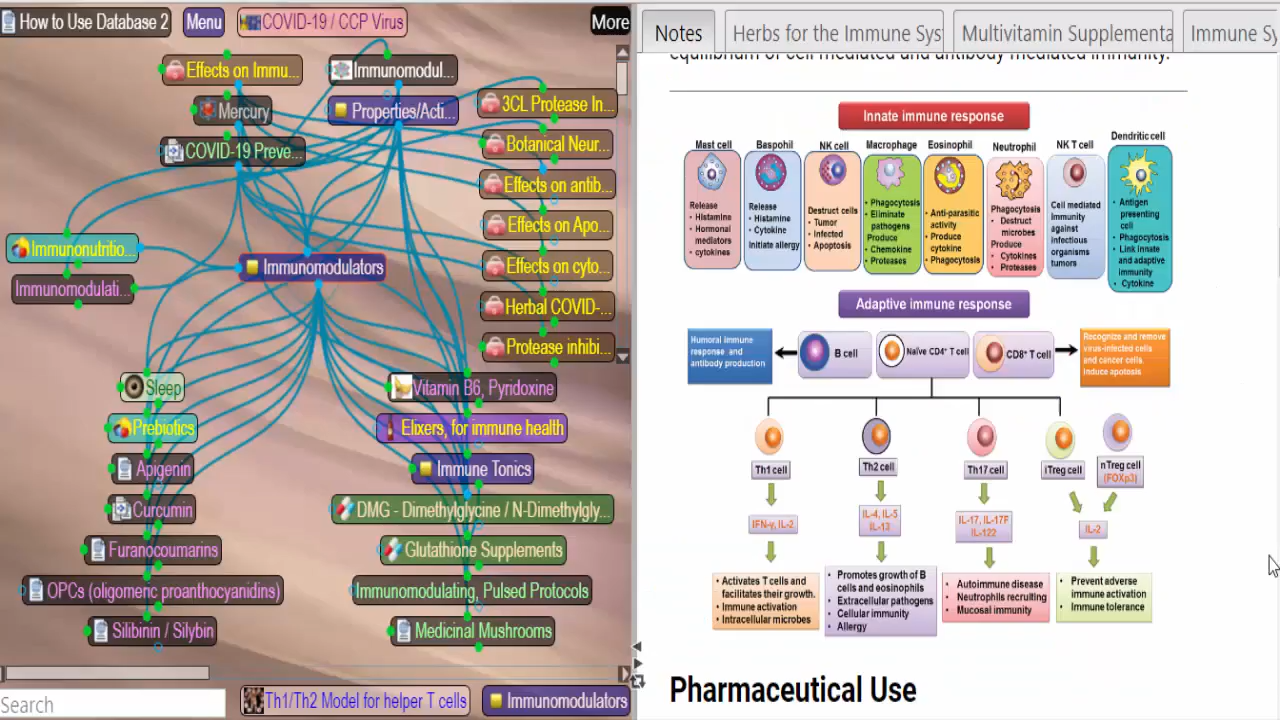 How to Use Database 2
Menu
COVID-19 / CCP Virus
More
Effects on Immu...
Immunomodul...
Mercury
Properties/Acti...
COVID-19 Preve...
3CL Protease In...
Botanical Neur...
Effects on antib...
Effects on Apo...
Effects on cyto...
Herbal COVID-...
Protease inhibi...
Immunonutritio...
Immunomodulati...
Immunomodulators
Sleep
Prebiotics
Apigenin
Curcumin
Furanocoumarins
OPCs (oligomeric proanthocyanidins)
Silibinin / Silybin
Vitamin B6, Pyridoxine
Elixers, for immune health
Immune Tonics
DMG - Dimethylglycine / N-Dimethylgly...
Glutathione Supplements
Immunomodulating, Pulsed Protocols
Medicinal Mushrooms
Search
Th1/Th2 Model for helper T cells
Immunomodulators
Notes
Herbs for the Immune Sys
Multivitamin Supplementa
Immune Sy
equilibrium of cell mediated and antibody mediated immunity.
Innate immune response
Mast cell
Release
• Histamine
• Hormonal
mediators
• cytokines
Baspohil
Release
• Histamine
• Cytokine
Initiate allergy
NK cell
Destruct cells
• Tumor
• Infected
• Apoptosis
Macrophage
• Phagocytosis
• Eliminate
pathogens
Produce
• Chemokine
• Proteases
Eosinophil
• Anti-parasitic
activity
• Produce
cytokine
• Phagocytosis
Neutrophil
Phagocytosis
• Destruct
microbes
Produce
• Cytokines
• Proteases
NK T cell
Cell mediated
Immunity
against
infectious
organisms
tumors
Dendritic cell
• Antigen
presenting
cell
• Phagocytosis
• Link innate
and adaptive
immunity
• Cytokine
Adaptive immune response
Humoral immune
response and
antibody production
B cell
Naïve CD4⁺ T cell
CD8⁺ T cell
Recognize and remove
virus-infected cells
and cancer cells.
Induce apotosis
Th1 cell
Th2 cell
Th17 cell
iTreg cell
nTreg cell
(FOXp3)
IFN-γ, IL-2
IL-4, IL-5
IL-13
IL-17, IL-17F
IL-122
IL-2
• Activates T cells and
facilitates their growth.
• Immune activation
• Intracellular microbes
• Promotes growth of B
cells and eosinophils
• Extracellular pathogens
• Cellular immunity
• Allergy
• Autoimmune disease
• Neutrophils recruiting
• Mucosal immunity
• Prevent adverse
immune activation
• Immune tolerance
Pharmaceutical Use